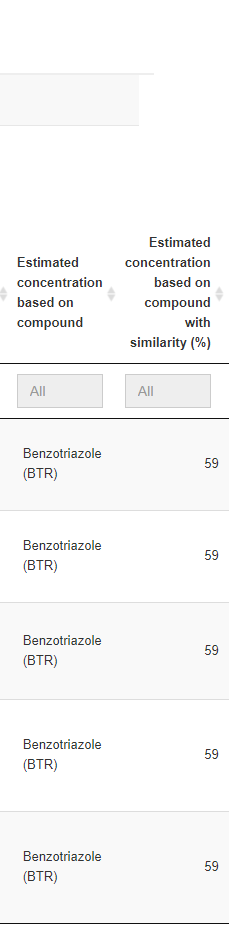 Estimated
concentration
based on
compound
Estimated
concentration
based on
compound
with
similarity (%)
All
All
Benzotriazole
(BTR)
59
Benzotriazole
(BTR)
59
Benzotriazole
(BTR)
59
Benzotriazole
(BTR)
59
Benzotriazole
(BTR)
59